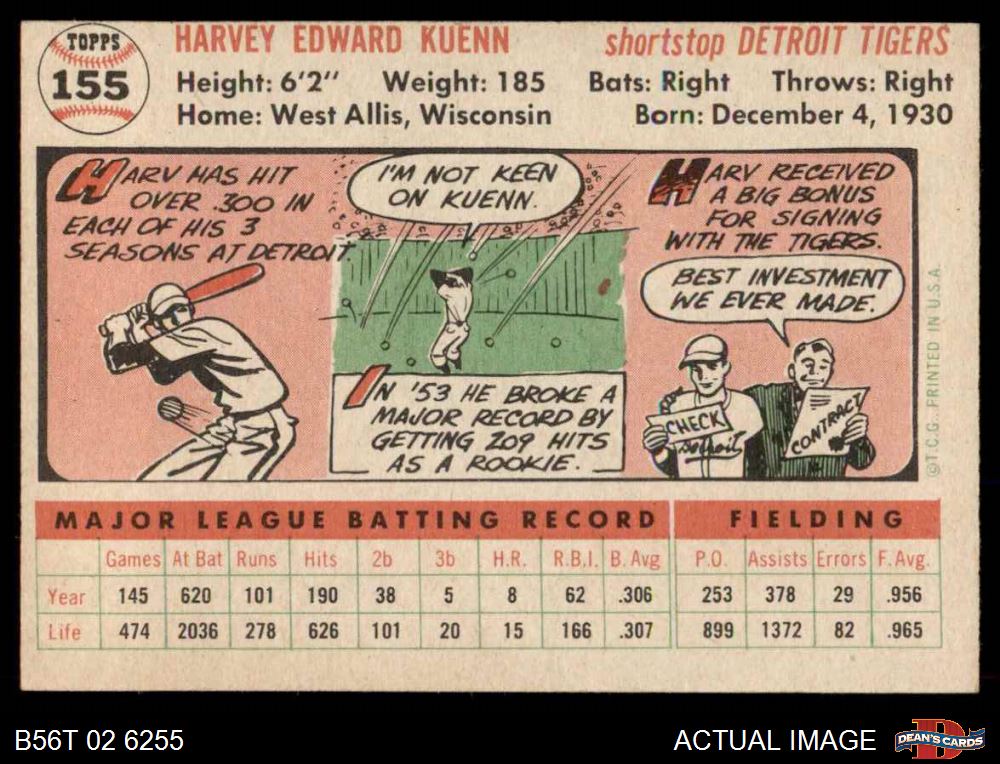 TOPPS
155
HARVEY EDWARD KUENN
shortstop DETROIT TIGERS
Height: 6'2" Weight: 185 Bats: Right Throws: Right
Home: West Allis, Wisconsin Born: December 4, 1930
HARV HAS HIT
OVER .300 IN
EACH OF HIS 3
SEASONS AT DETROIT.
I'M NOT KEEN
ON KUENN.
IN '53 HE BROKE A
MAJOR RECORD BY
GETTING 209 HITS
AS A ROOKIE.
HARV RECEIVED
A BIG BONUS
FOR SIGNING
WITH THE TIGERS.
BEST INVESTMENT
WE EVER MADE.
CHECK
Detroit
CONTRACT
©T.C.G. PRINTED IN U.S.A.
MAJOR LEAGUE BATTING RECORD FIELDING
Games At Bat Runs Hits 2b 3b H.R. R.B.I. B. Avg P.O. Assists Errors F. Avg.
Year 145 620 101 190 38 5 8 62 .306 253 378 29 .956
Life 474 2036 278 626 101 20 15 166 .307 899 1372 82 .965
B56T 02 6255
ACTUAL IMAGE
DEAN'S CARDS